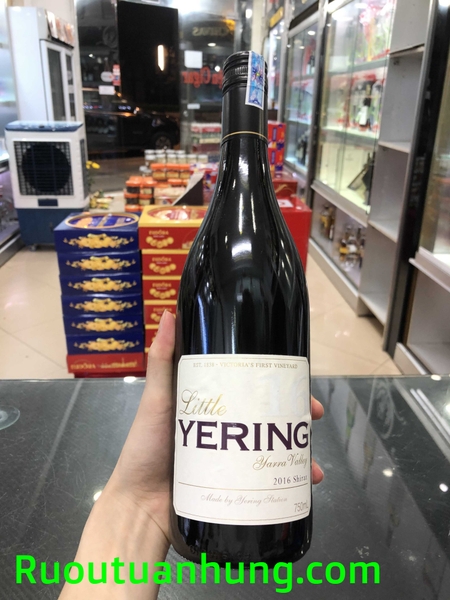 EST. 1838 - VICTORIA'S FIRST VINEYARD
Little
YERING
Yarra Valley
2016 Shiraz
Made by Yering Station
750ml
Ruoutuanhung.com